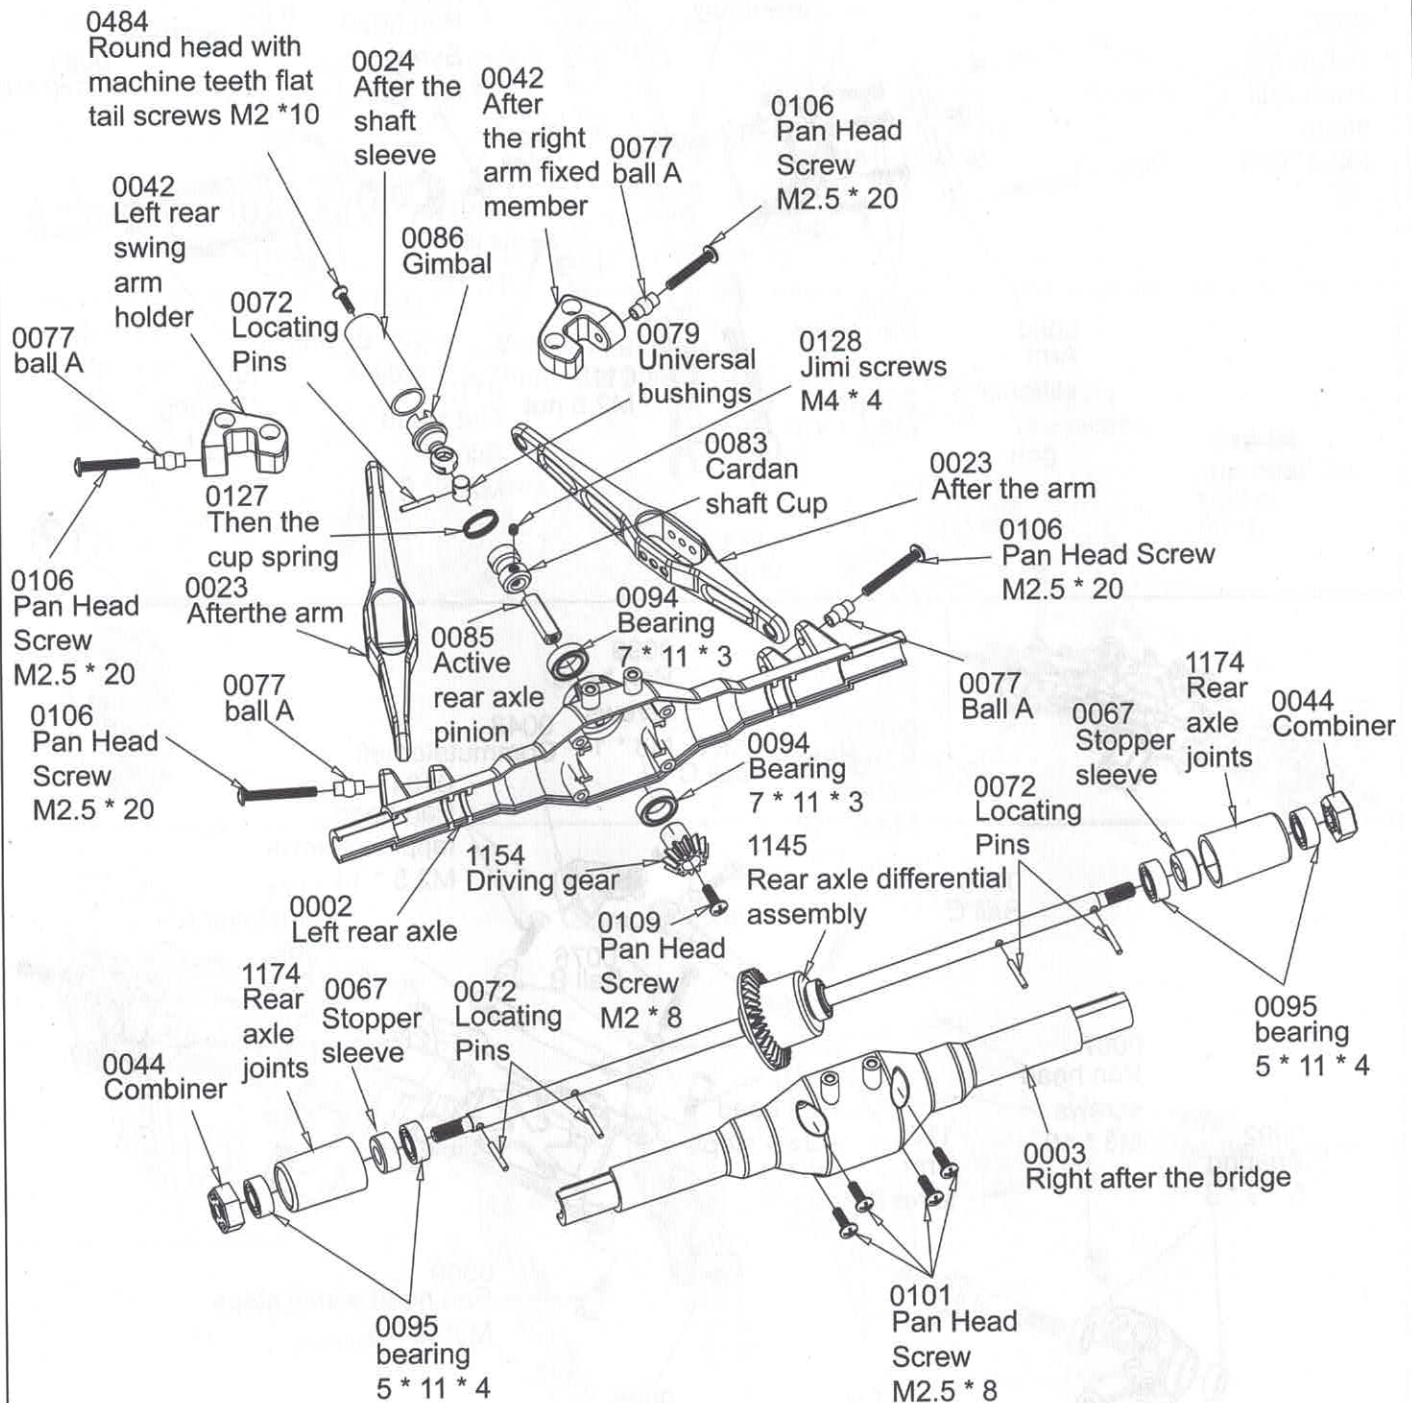 0484
Round head with
machine teeth flat
tail screws M2 *10
0024
After the
shaft
sleeve
0042
After
the right
arm fixed
member
0077
ball A
0106
Pan Head
Screw
M2.5 * 20
0042
Left rear
swing
arm
holder
0086
Gimbal
0072
Locating
Pins
0077
ball A
0079
Universal
bushings
0128
Jimi screws
M4 * 4
0083
Cardan
shaft Cup
0023
After the arm
0127
Then the
cup spring
0106
Pan Head Screw
M2.5 * 20
0106
Pan Head
Screw
M2.5 * 20
0023
Afterthe arm
0085
Active
rear axle
pinion
0094
Bearing
7 * 11 * 3
0077
ball A
0106
Pan Head
Screw
M2.5 * 20
0077
Ball A
1174
Rear
axle
joints
0067
Stopper
sleeve
0044
Combiner
0094
Bearing
7 * 11 * 3
0072
Locating
Pins
1154
Driving gear
1145
Rear axle differential
assembly
0002
Left rear axle
0109
Pan Head
Screw
M2 * 8
1174
Rear
axle
joints
0067
Stopper
sleeve
0072
Locating
Pins
0044
Combiner
0095
bearing
5 * 11 * 4
0003
Right after the bridge
0101
Pan Head
Screw
M2.5 * 8
0095
bearing
5 * 11 * 4